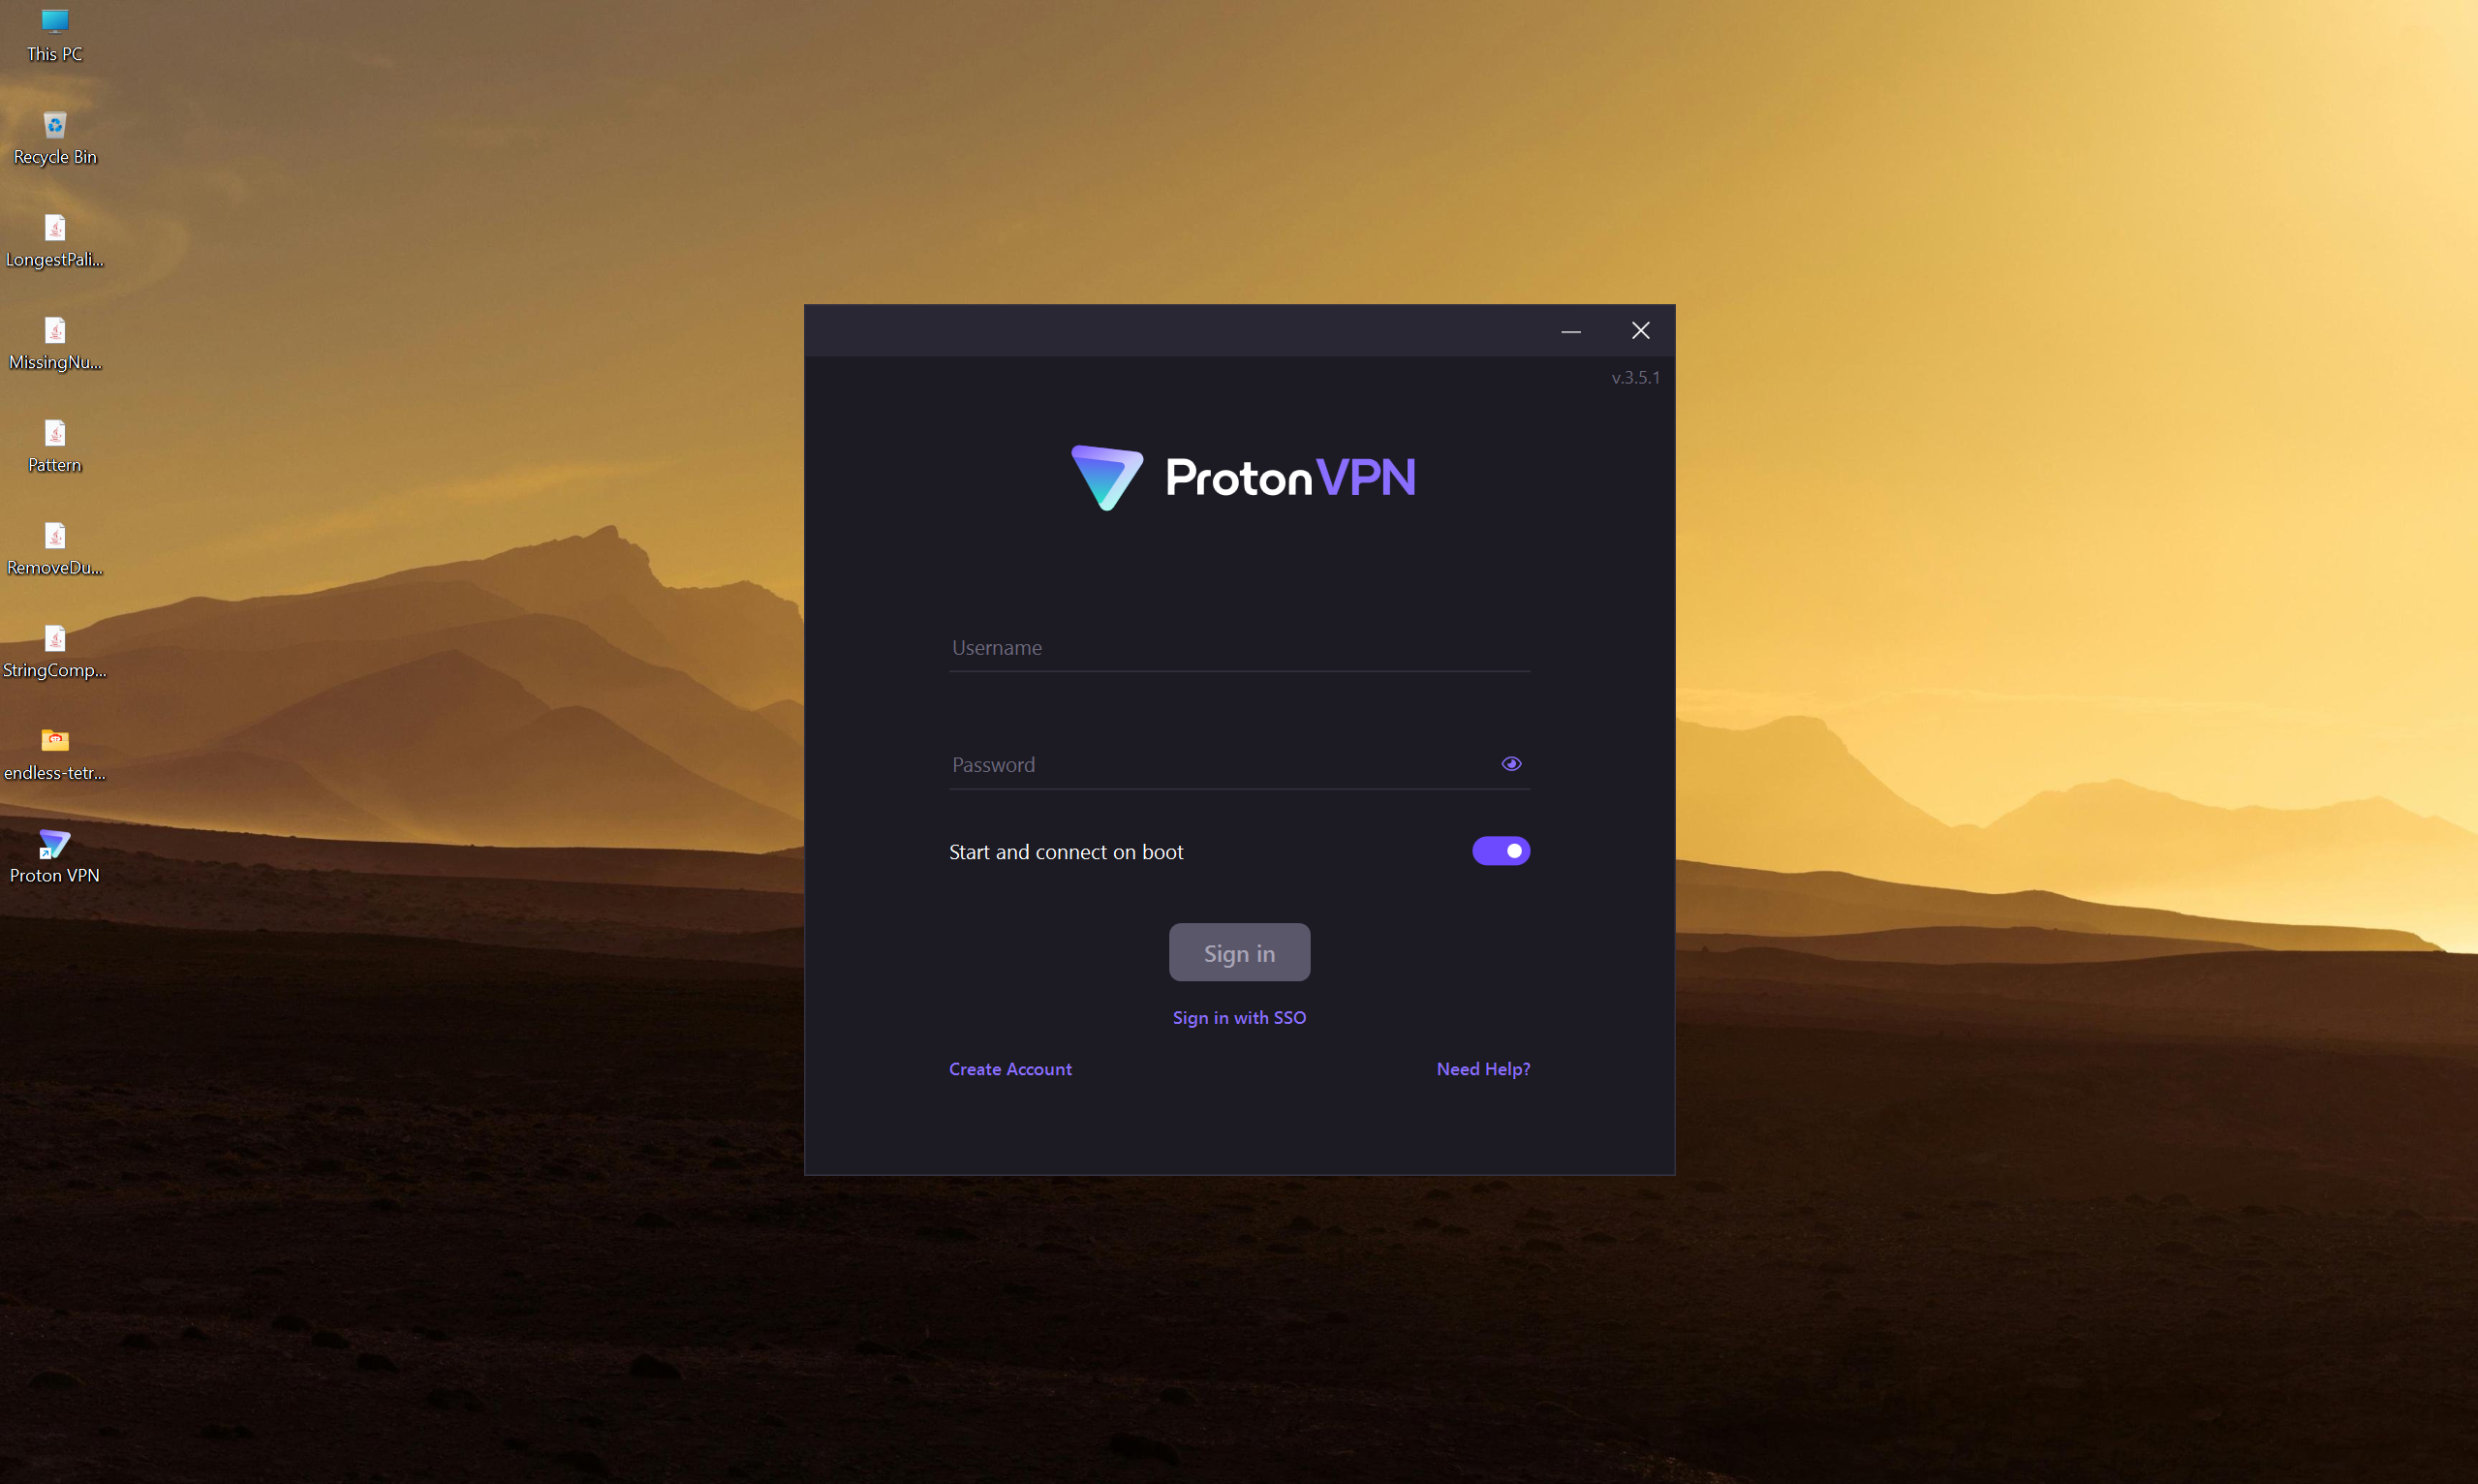 This PC
Recycle Bin
LongestPali...
MissingNu...
Pattern
RemoveDu...
StringComp...
endless-tetr...
Proton VPN
v.3.5.1
ProtonVPN
Username
Password
Start and connect on boot
Sign in
Sign in with SSO
Create Account
Need Help?